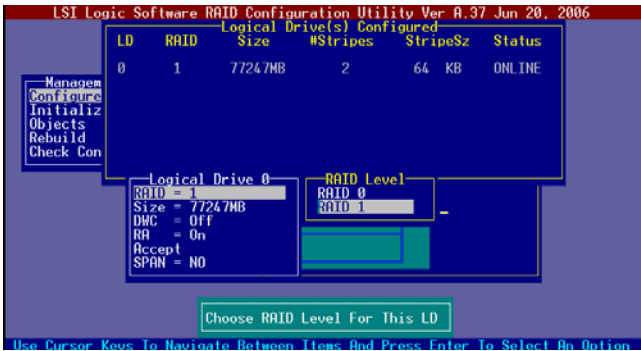 LSI Logic Software RAID Configuration Utility Ver A.37 Jun 20, 2006
Logical Drive(s) Configured
LD RAID Size #Stripes StripeSz Status
0 1 77247MB 2 64 KB ONLINE
Managem
Configure
Initializ
Objects
Rebuild
Check Con
Logical Drive 0
RAID = 1
Size = 77247MB
DWC = Off
RA = On
Accept
SPAN = NO
RAID Level
RAID 0
RAID 1
Choose RAID Level For This LD
Use Cursor Keys To Navigate Between Items And Press Enter To Select An Option